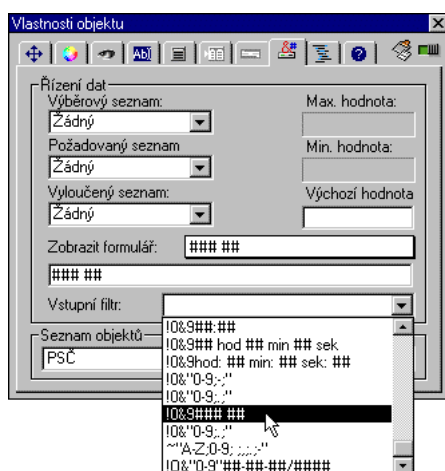 Vlastnosti objektu
Řízení dat
Výběrový seznam:
Max. hodnota:
Žádný
Požadovaný seznam
Min. hodnota:
Žádný
Vyloučený seznam:
Výchozí hodnota
Žádný
Zobrazit formulář:
### ##
### ##
Vstupní filtr:
Seznam objektů
PSČ
!0&9##:##
!0&9## hod ## min ## sek
!0&9hod: ## min: ## sek: ##
!0&"0-9;-;"
!0&"0-9;.;"
!0&9### ##
!0&"0-9;.;"
~"A-Z;0-9; ;,;.;-"
!0&"0-9"##-##-##/####